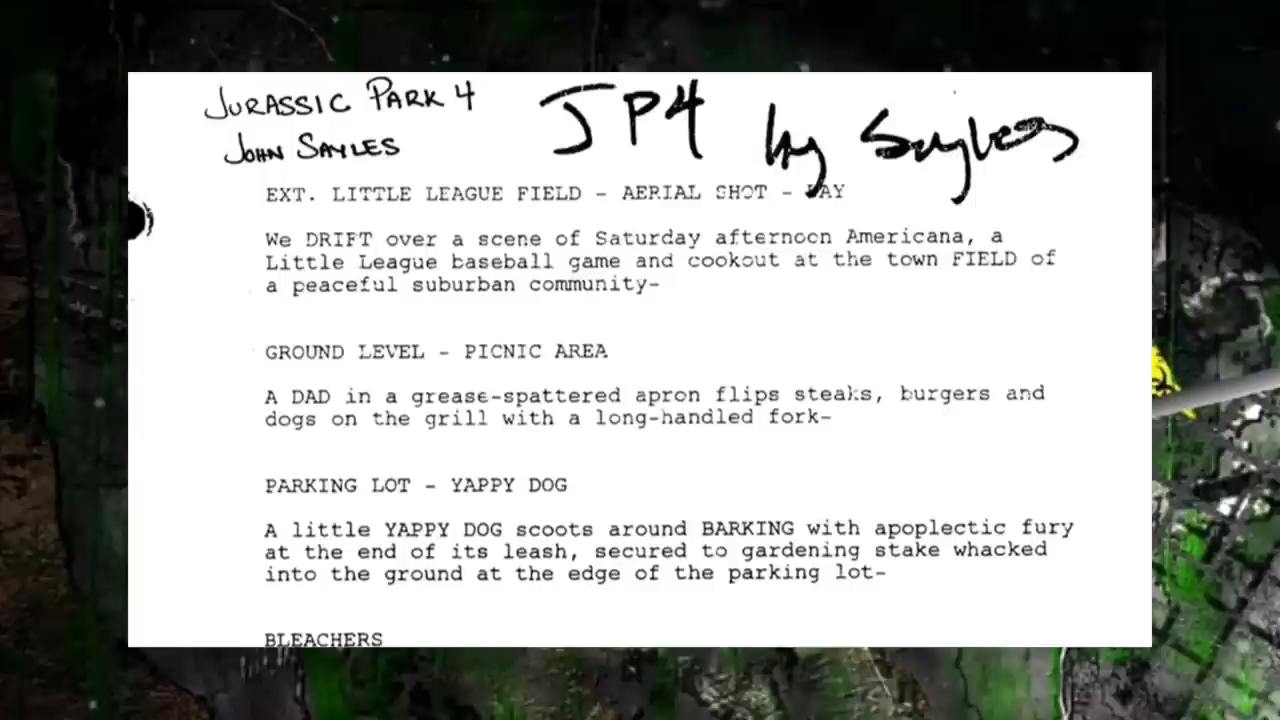 JURASSIC PARK 4
JOHN SAYLES
JP4 by Sayles
EXT. LITTLE LEAGUE FIELD - AERIAL SHOT - DAY
We DRIFT over a scene of Saturday afternoon Americana, a
Little League baseball game and cookout at the town FIELD of
a peaceful suburban community-
GROUND LEVEL - PICNIC AREA
A DAD in a grease-spattered apron flips steaks, burgers and
dogs on the grill with a long-handled fork-
PARKING LOT - YAPPY DOG
A little YAPPY DOG scoots around BARKING with apoplectic fury
at the end of its leash, secured to gardening stake whacked
into the ground at the edge of the parking lot-
BLEACHERS